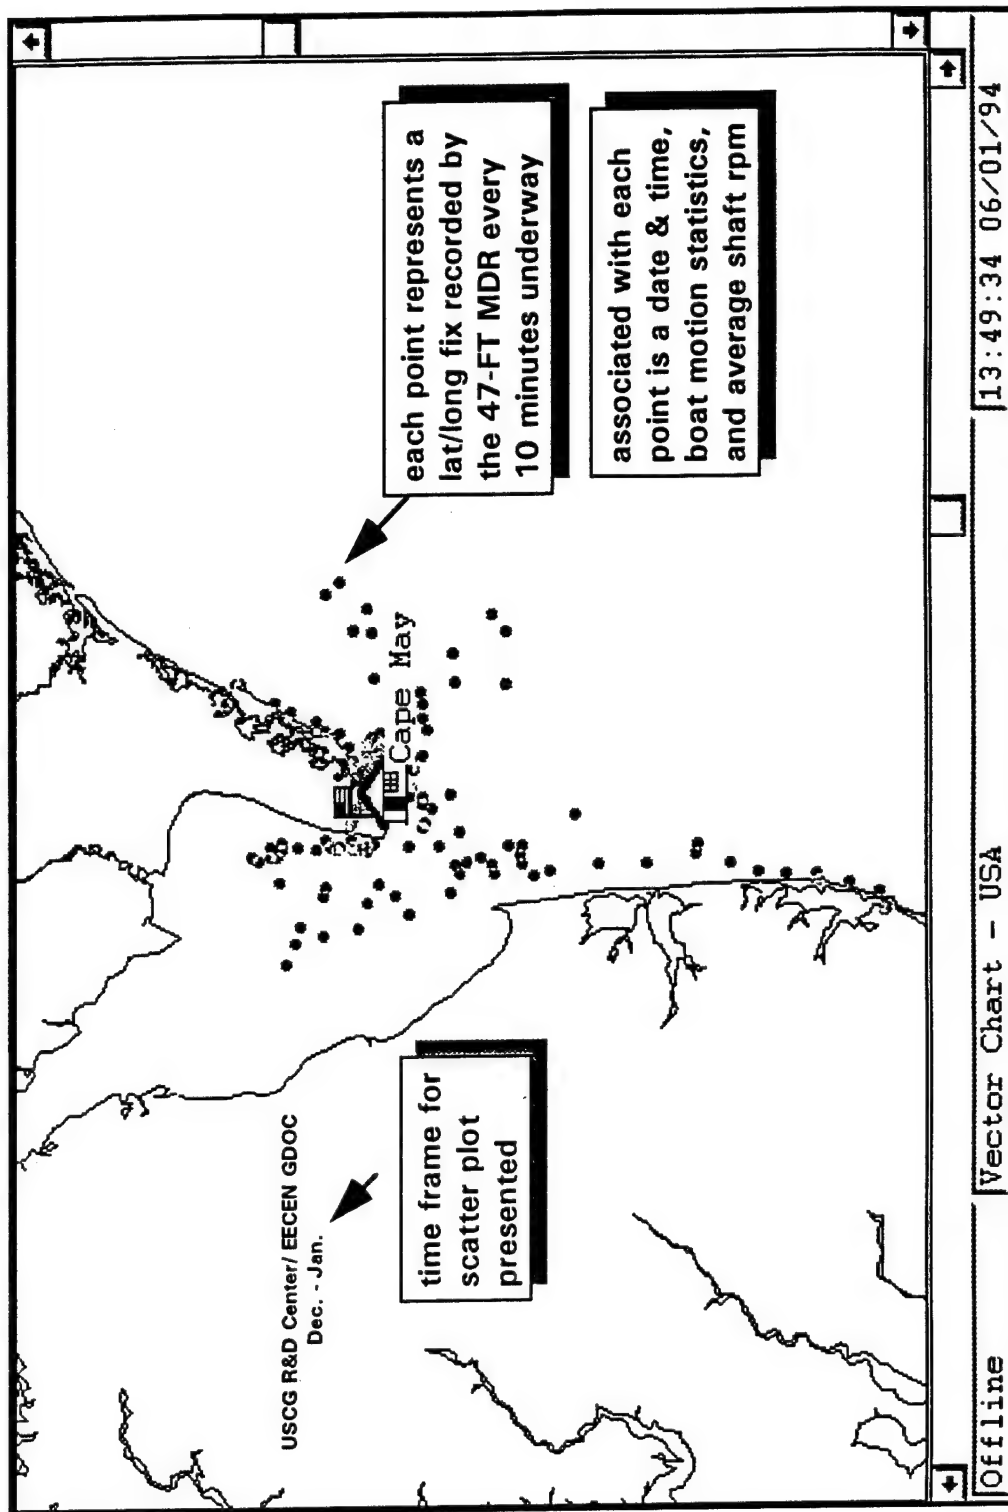 USCG R&D Center/ EECEN GDOC
Dec. - Jan.
time frame for
scatter plot
presented
Cape May
each point represents a
lat/long fix recorded by
the 47-FT MDR every
10 minutes underway
associated with each
point is a date & time,
boat motion statistics,
and average shaft rpm
Offline
Vector Chart - USA
13:49:34 06/01/94